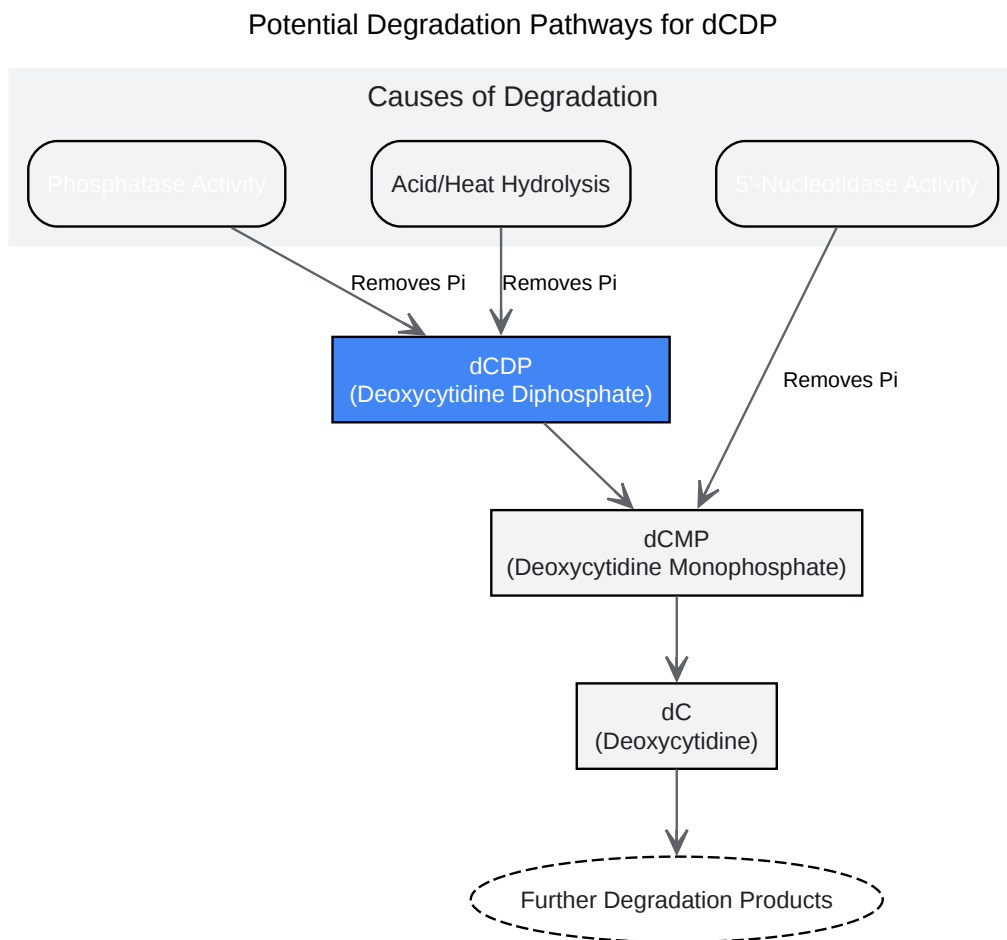 Potential Degradation Pathways for dCDP
Causes of Degradation
Phosphatase Activity
Acid/Heat Hydrolysis
5'-Nucleotidase Activity
Removes Pi
Removes Pi
dCDP
(Deoxycytidine Diphosphate)
Removes Pi
dCMP
(Deoxycytidine Monophosphate)
dC
(Deoxycytidine)
Further Degradation Products